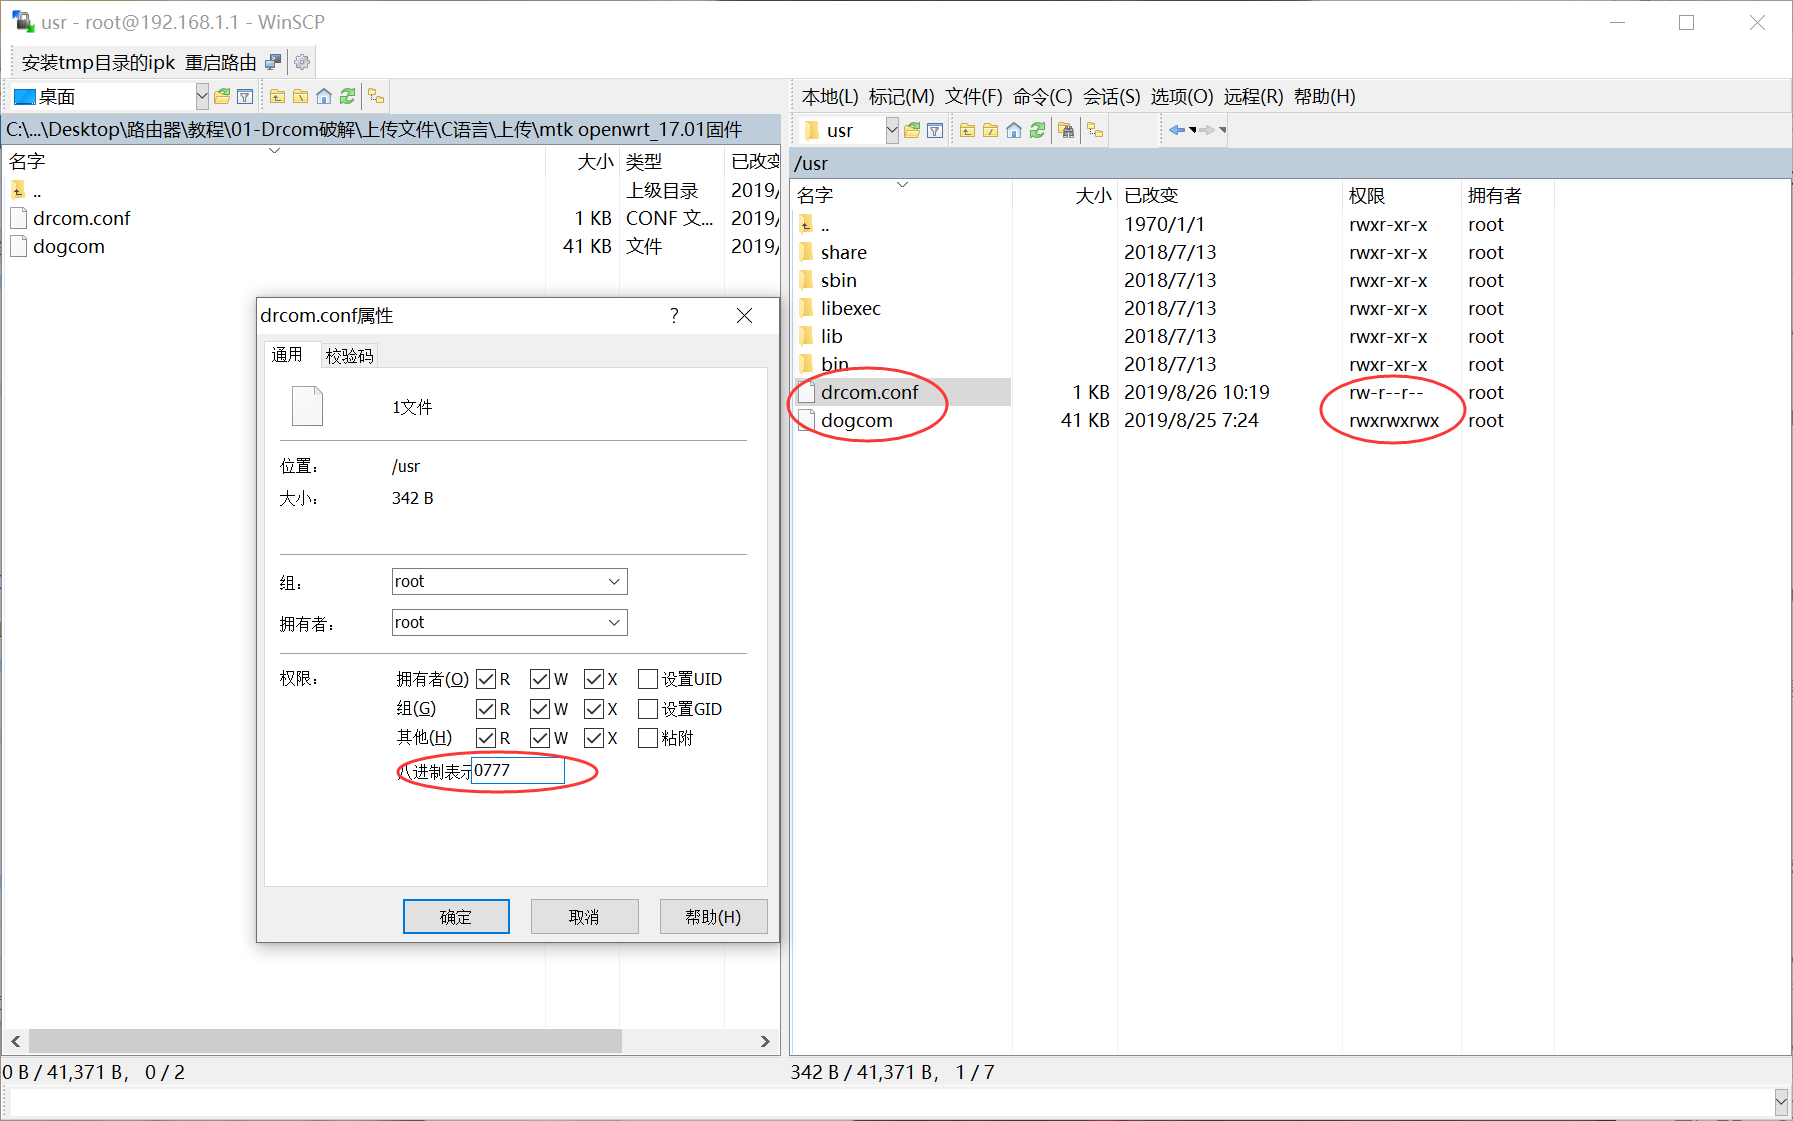 usr - root@192.168.1.1 - WinSCP
安装tmp目录的ipk 重启路由
桌面
C:\...\Desktop\路由器\教程\01-Drcom破解\上传文件\C语言\上传\mtk openwrt_17.01固件
名字 大小 类型 已改变
.. 上级目录 2019/
drcom.conf 1 KB CONF 文... 2019/
dogcom 41 KB 文件 2019/
drcom.conf属性 ?
通用 校验码
1文件
位置： /usr
大小： 342 B
组： root
拥有者： root
权限： 拥有者(O) R W X 设置UID
组(G) R W X 设置GID
其他(H) R W X 粘附
八进制表示 0777
确定 取消 帮助(H)
0 B / 41,371 B， 0 / 2
本地(L) 标记(M) 文件(F) 命令(C) 会话(S) 选项(O) 远程(R) 帮助(H)
usr
/usr
名字 大小 已改变 权限 拥有者
.. 1970/1/1 rwxr-xr-x root
share 2018/7/13 rwxr-xr-x root
sbin 2018/7/13 rwxr-xr-x root
libexec 2018/7/13 rwxr-xr-x root
lib 2018/7/13 rwxr-xr-x root
bin 2018/7/13 rwxr-xr-x root
drcom.conf 1 KB 2019/8/26 10:19 rw-r--r-- root
dogcom 41 KB 2019/8/25 7:24 rwxrwxrwx root
342 B / 41,371 B， 1 / 7